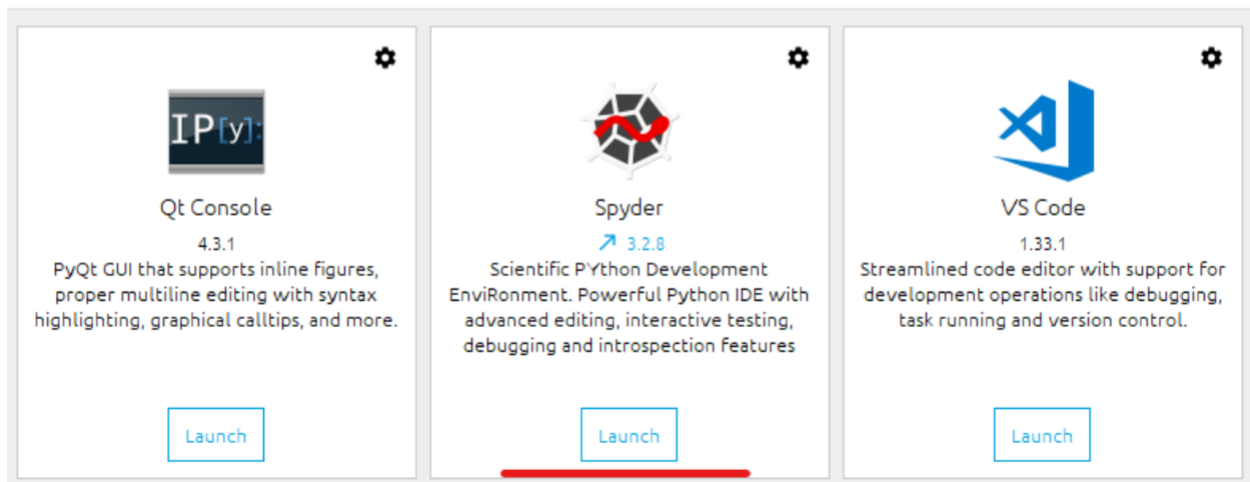 IP[y]:
Qt Console
4.3.1
PyQt GUI that supports inline figures,
proper multiline editing with syntax
highlighting, graphical calltips, and more.
Launch
Spyder
3.2.8
Scientific PYthon Development
EnviRonment. Powerful Python IDE with
advanced editing, interactive testing,
debugging and introspection features
Launch
VS Code
1.33.1
Streamlined code editor with support for
development operations like debugging,
task running and version control.
Launch